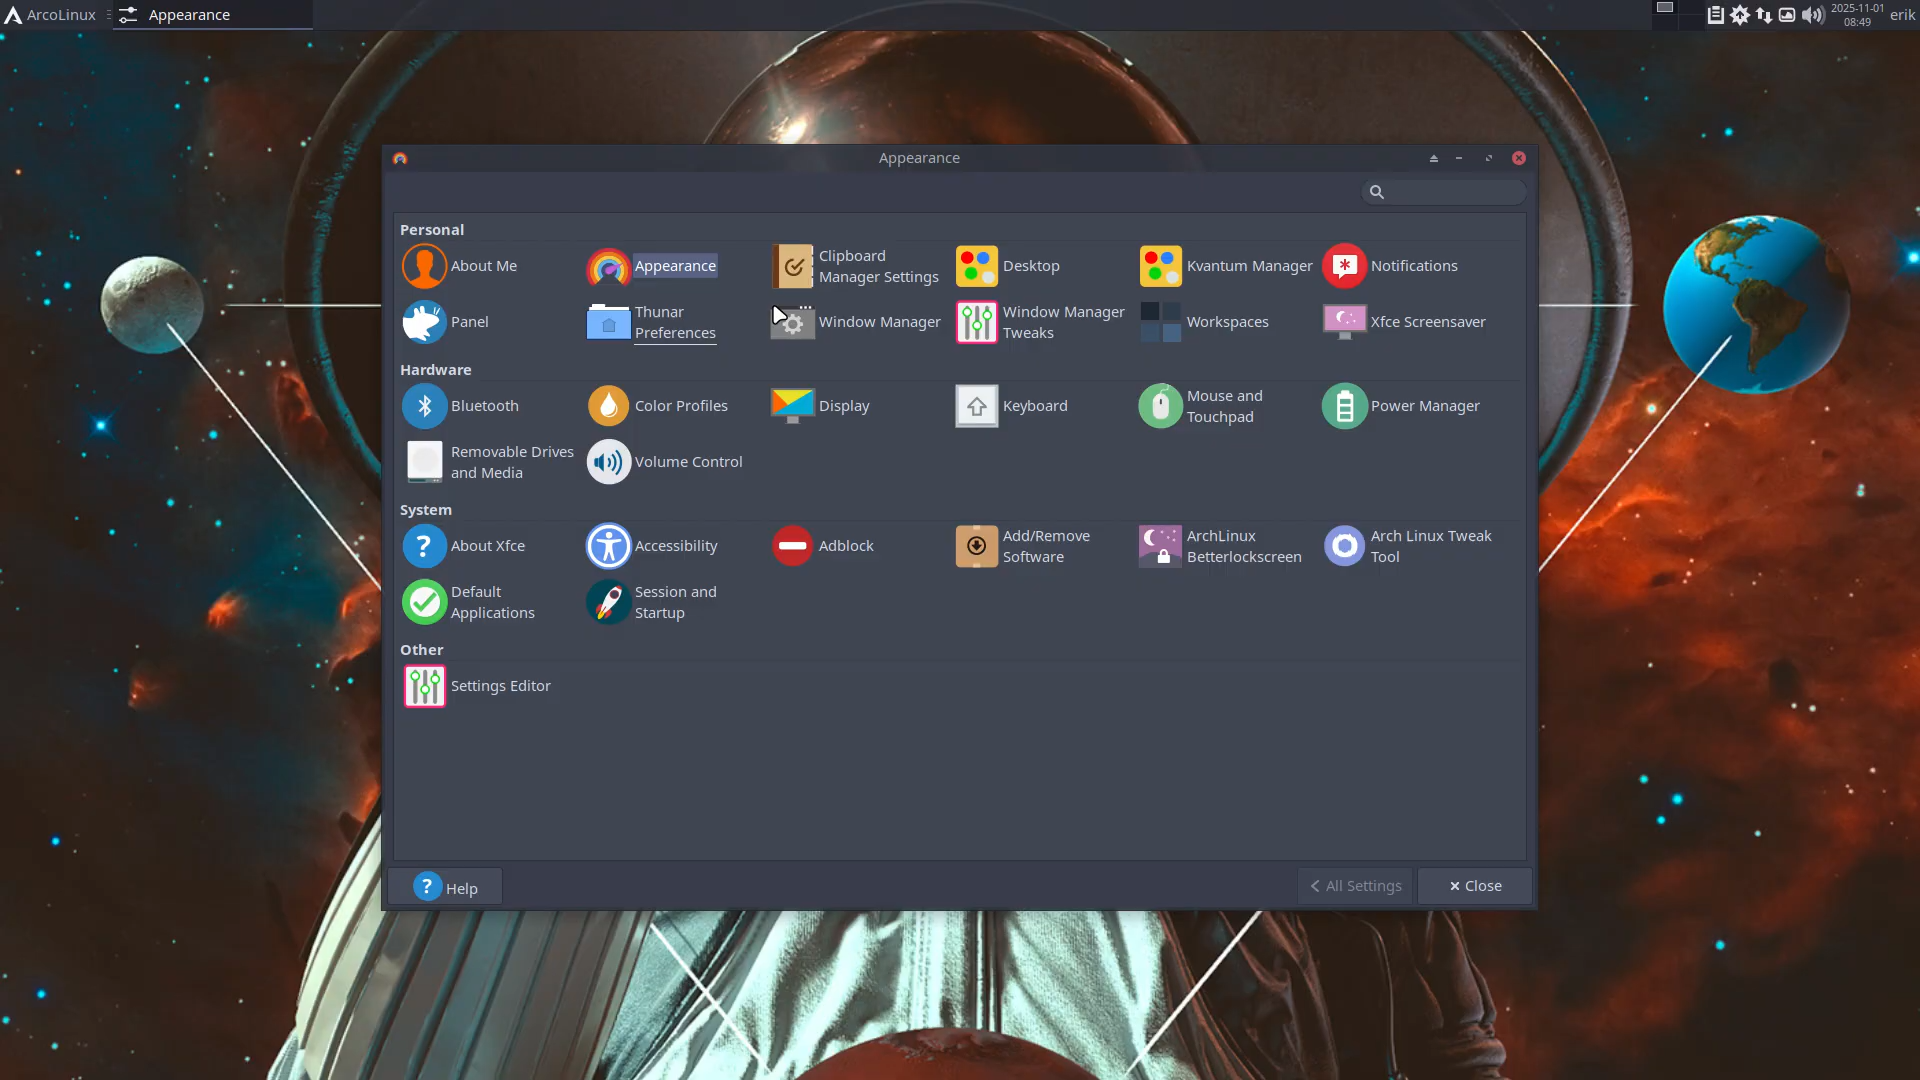 ArcoLinux
Appearance
2025-11-01
08:49
erik
Appearance
Personal
About Me
Appearance
Clipboard
Manager Settings
Desktop
Kvantum Manager
Notifications
Panel
Thunar
Preferences
Window Manager
Window Manager
Tweaks
Workspaces
Xfce Screensaver
Hardware
Bluetooth
Color Profiles
Display
Keyboard
Mouse and
Touchpad
Power Manager
Removable Drives
and Media
Volume Control
System
About Xfce
Accessibility
Adblock
Add/Remove
Software
ArchLinux
Betterlockscreen
Arch Linux Tweak
Tool
Default
Applications
Session and
Startup
Other
Settings Editor
Help
All Settings
Close